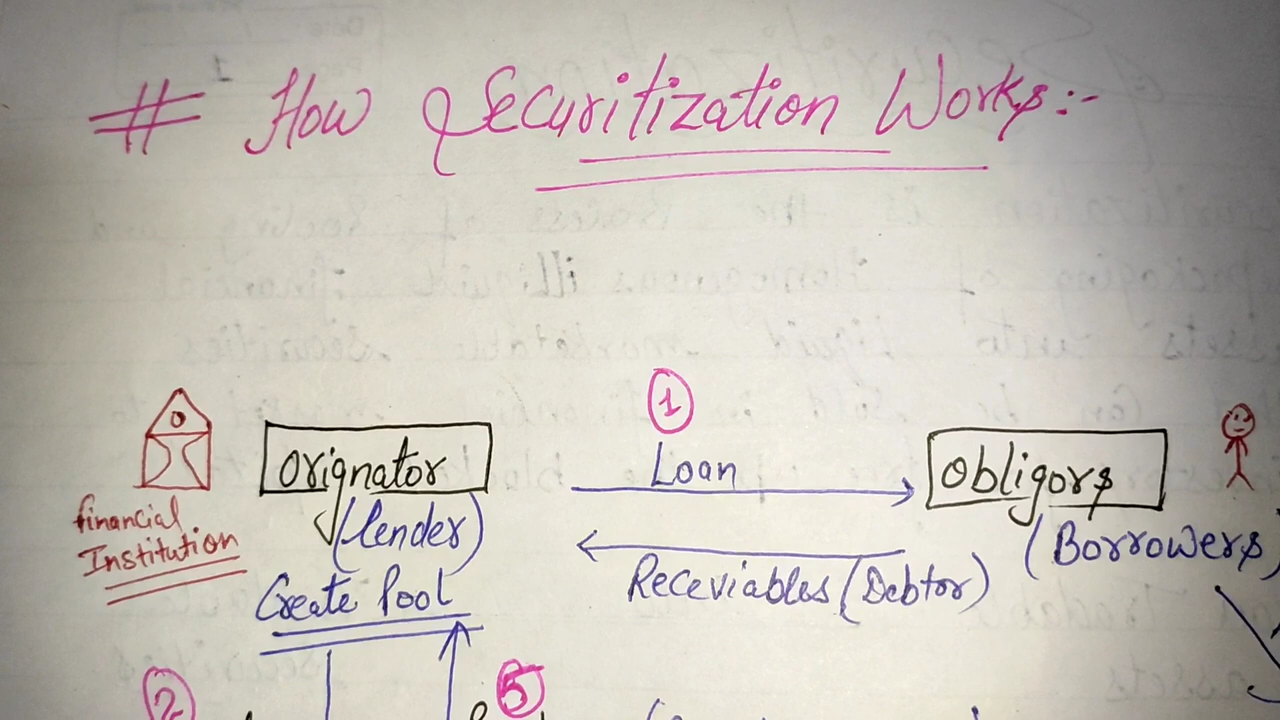 # How Securitization Works:-
1
Orignator
Loan
Obligors
financial
Institution
(lender)
(Borrowers)
Create Pool
Receviables (Debtor)
2
5